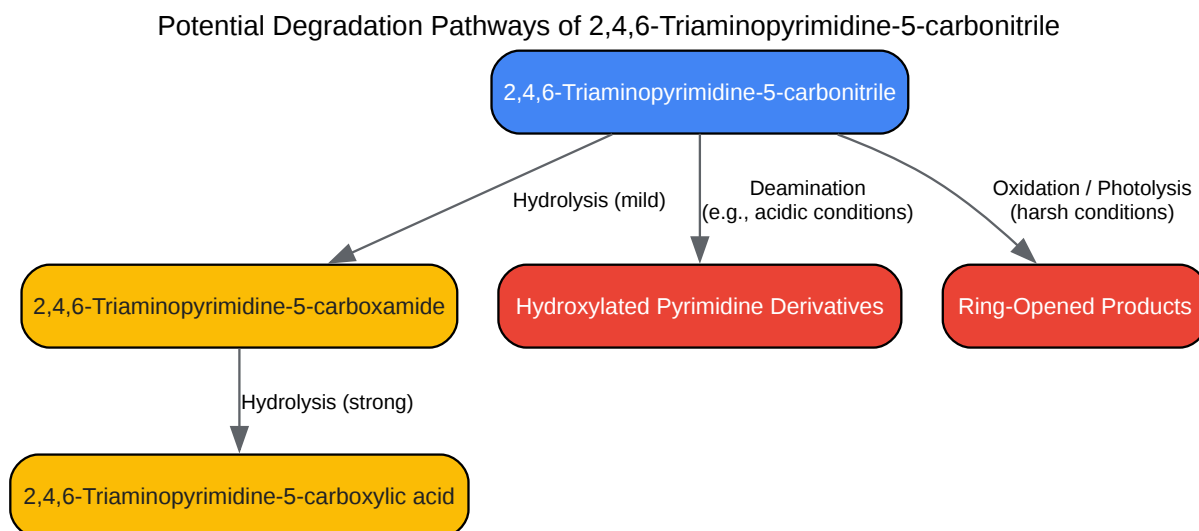 Potential Degradation Pathways of 2,4,6-Triaminopyrimidine-5-carbonitrile
2,4,6-Triaminopyrimidine-5-carbonitrile
Hydrolysis (mild)
Deamination
(e.g., acidic conditions)
Oxidation / Photolysis
(harsh conditions)
2,4,6-Triaminopyrimidine-5-carboxamide
Hydroxylated Pyrimidine Derivatives
Ring-Opened Products
Hydrolysis (strong)
2,4,6-Triaminopyrimidine-5-carboxylic acid